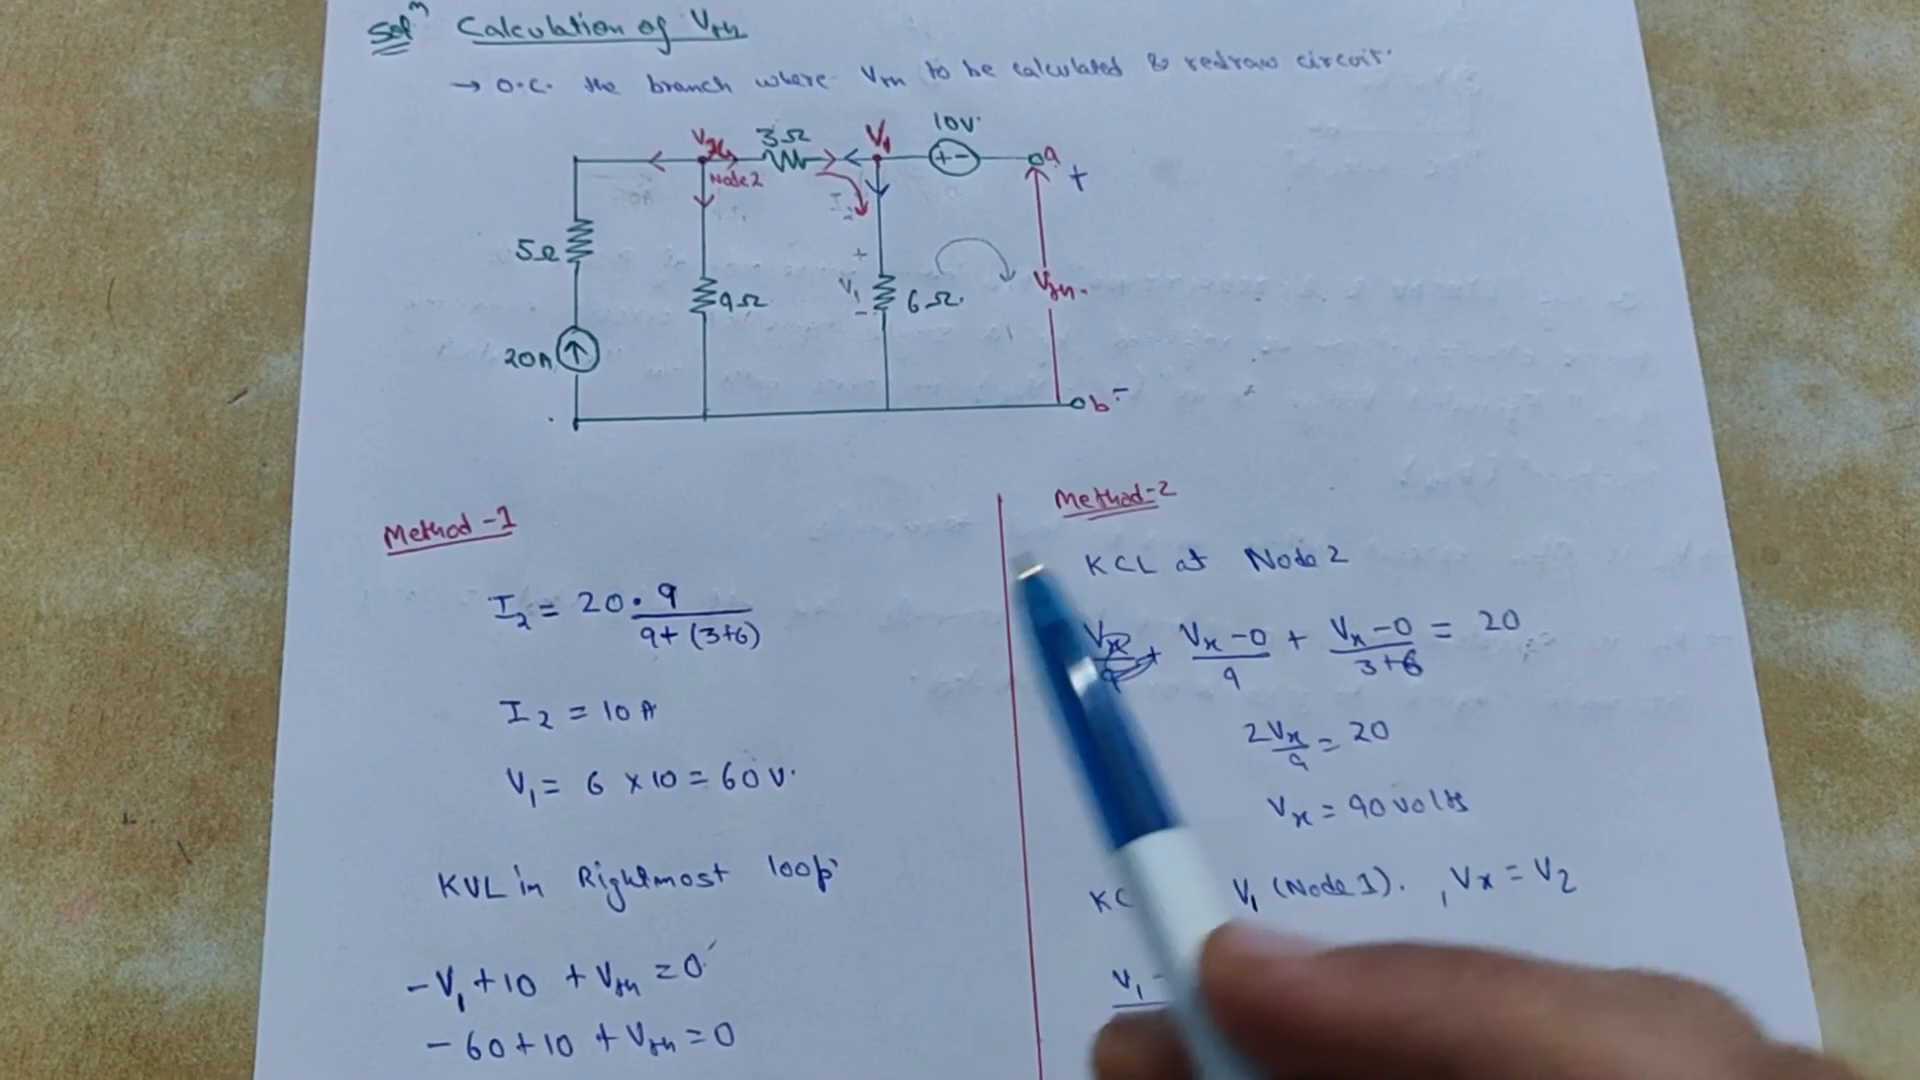 Solⁿ Calculation of Vth
→ O.C. the branch where Vth to be calculated & redraw circuit.
Vx 3Ω V₁ 10V. + - a +
Node 2
I₂
5Ω
9Ω
+
V₁
-
6Ω.
Vth.
20A
b -
Method-1
I₂ = 20 . 9 / 9+(3+6)
I₂ = 10 A
V₁ = 6 × 10 = 60 V.
KVL in Rightmost loop
-V₁ + 10 + Vth = 0
-60 + 10 + Vth = 0
Method-2
KCL at Node 2
Vx-0 / 9 + Vx-0 / 3+6 = 20
2Vx / 9 = 20
Vx = 90 volts
KC V₁ (Node 1). , Vx = V₂
V₁ -